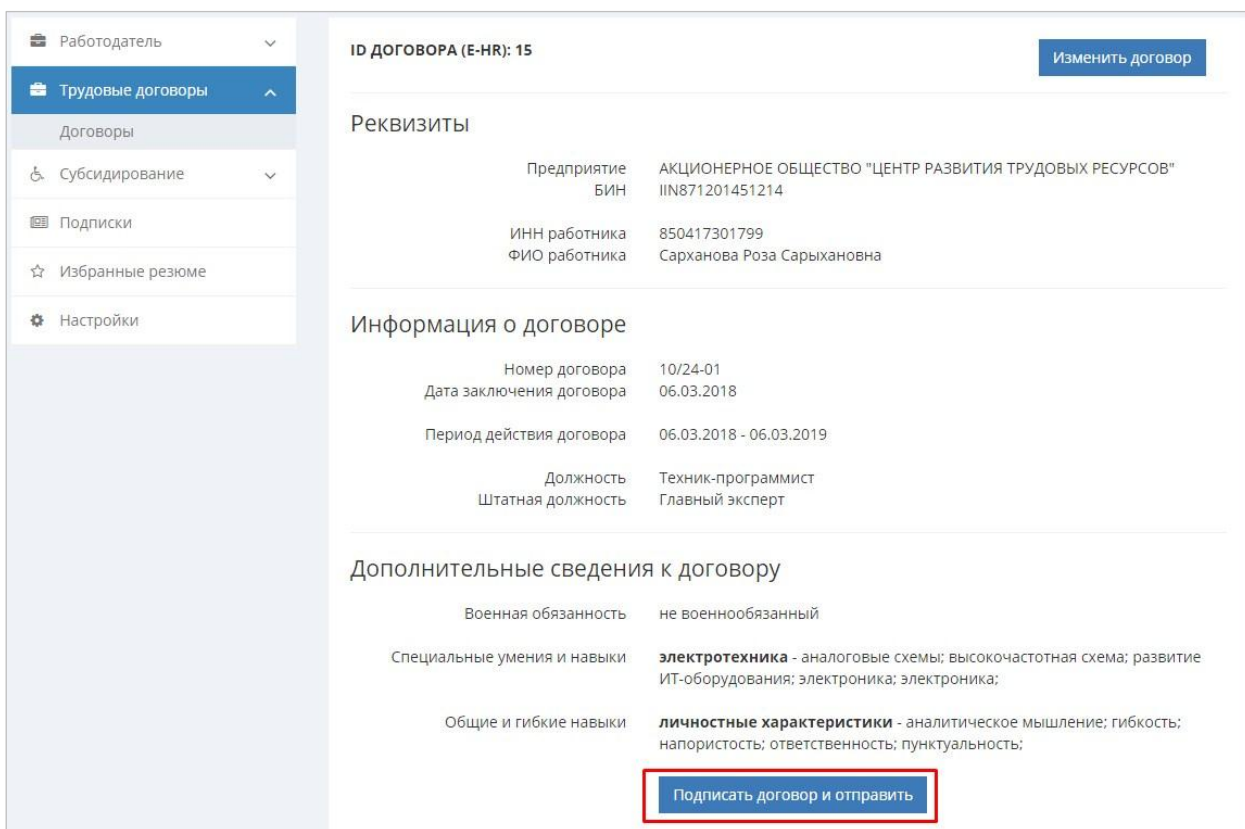 Работодатель
Трудовые договоры
Договоры
Субсидирование
Подписки
Избранные резюме
Настройки
ID ДОГОВОРА (E-HR): 15
Изменить договор
Реквизиты
Предприятие АКЦИОНЕРНОЕ ОБЩЕСТВО "ЦЕНТР РАЗВИТИЯ ТРУДОВЫХ РЕСУРСОВ"
БИН IIN871201451214
ИНН работника 850417301799
ФИО работника Сарханова Роза Сарыхановна
Информация о договоре
Номер договора 10/24-01
Дата заключения договора 06.03.2018
Период действия договора 06.03.2018 - 06.03.2019
Должность Техник-программист
Штатная должность Главный эксперт
Дополнительные сведения к договору
Военная обязанность не военнообязанный
Специальные умения и навыки электротехника - аналоговые схемы; высокочастотная схема; развитие
ИТ-оборудования; электроника; электроника;
Общие и гибкие навыки личностные характеристики - аналитическое мышление; гибкость;
напористость; ответственность; пунктуальность;
Подписать договор и отправить